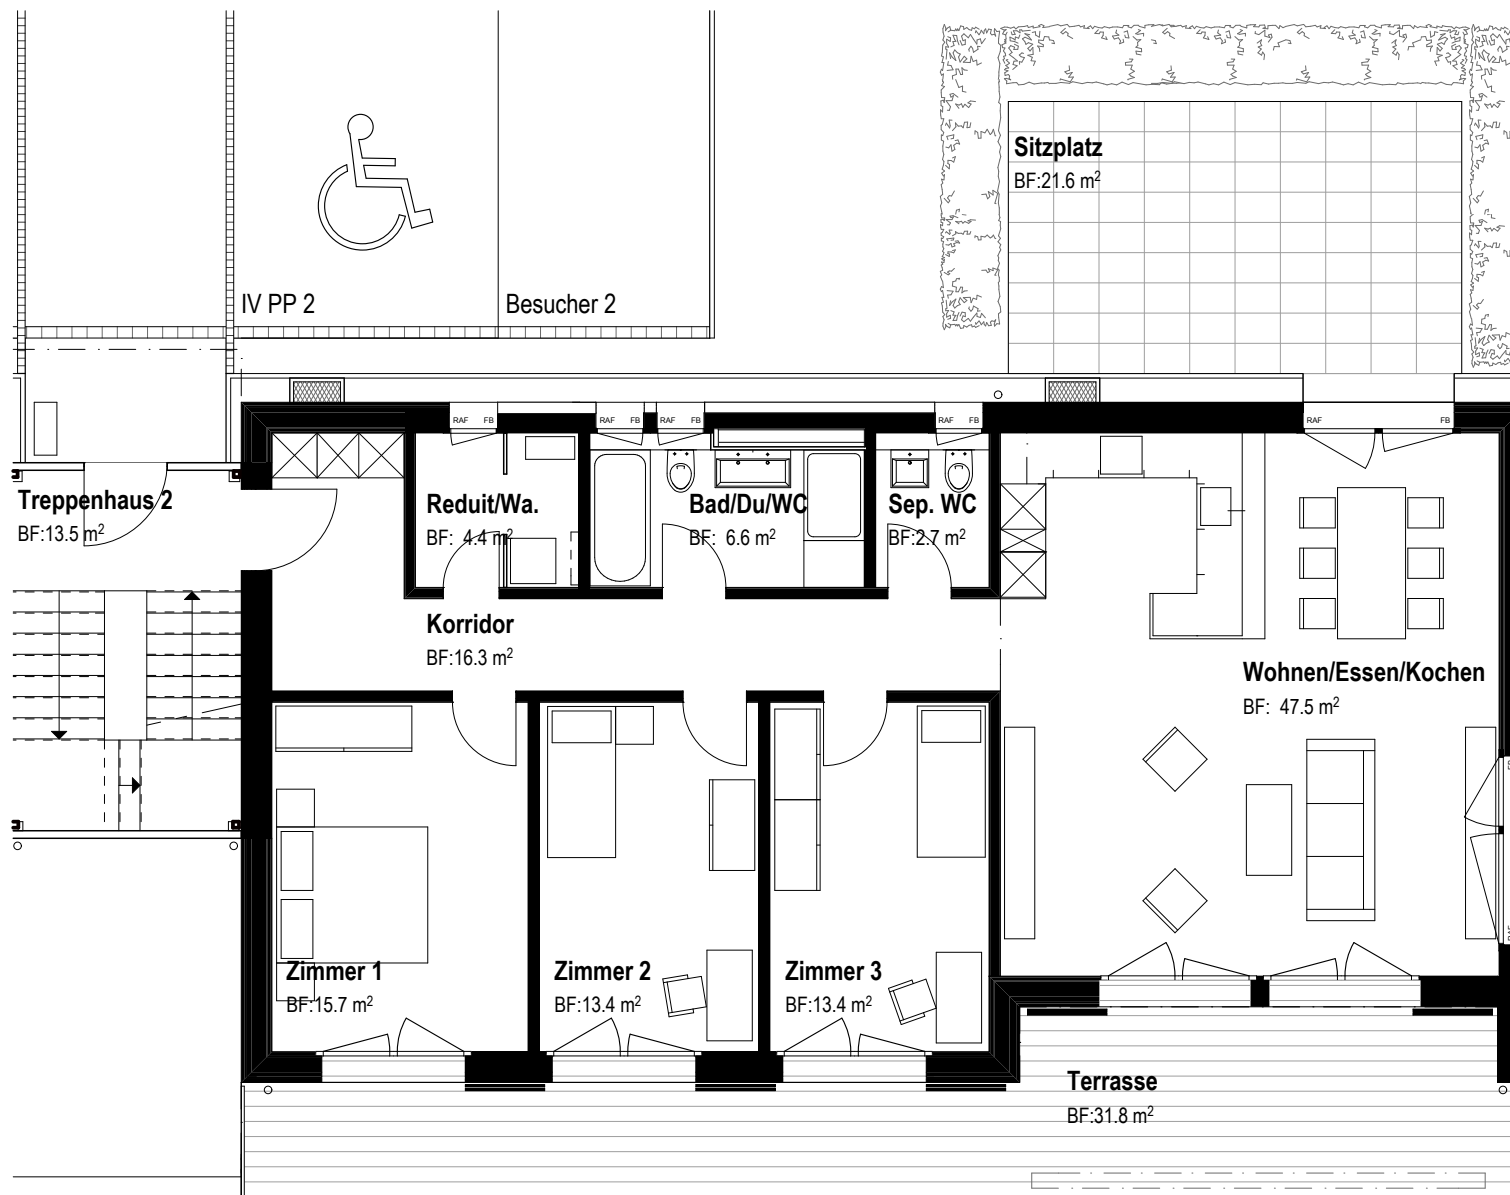 Sitzplatz
BF:21.6 m²
IV PP 2
Besucher 2
RAF FB
RAF FB
RAF FB
RAF FB
RAF FB
Treppenhaus 2
BF:13.5 m²
Reduit/Wa.
BF: 4.4 m²
Bad/Du/WC
BF: 6.6 m²
Sep. WC
BF:2.7 m²
Korridor
BF:16.3 m²
Wohnen/Essen/Kochen
BF: 47.5 m²
FB
RAF
Zimmer 1
BF:15.7 m²
Zimmer 2
BF:13.4 m²
Zimmer 3
BF:13.4 m²
Terrasse
BF:31.8 m²